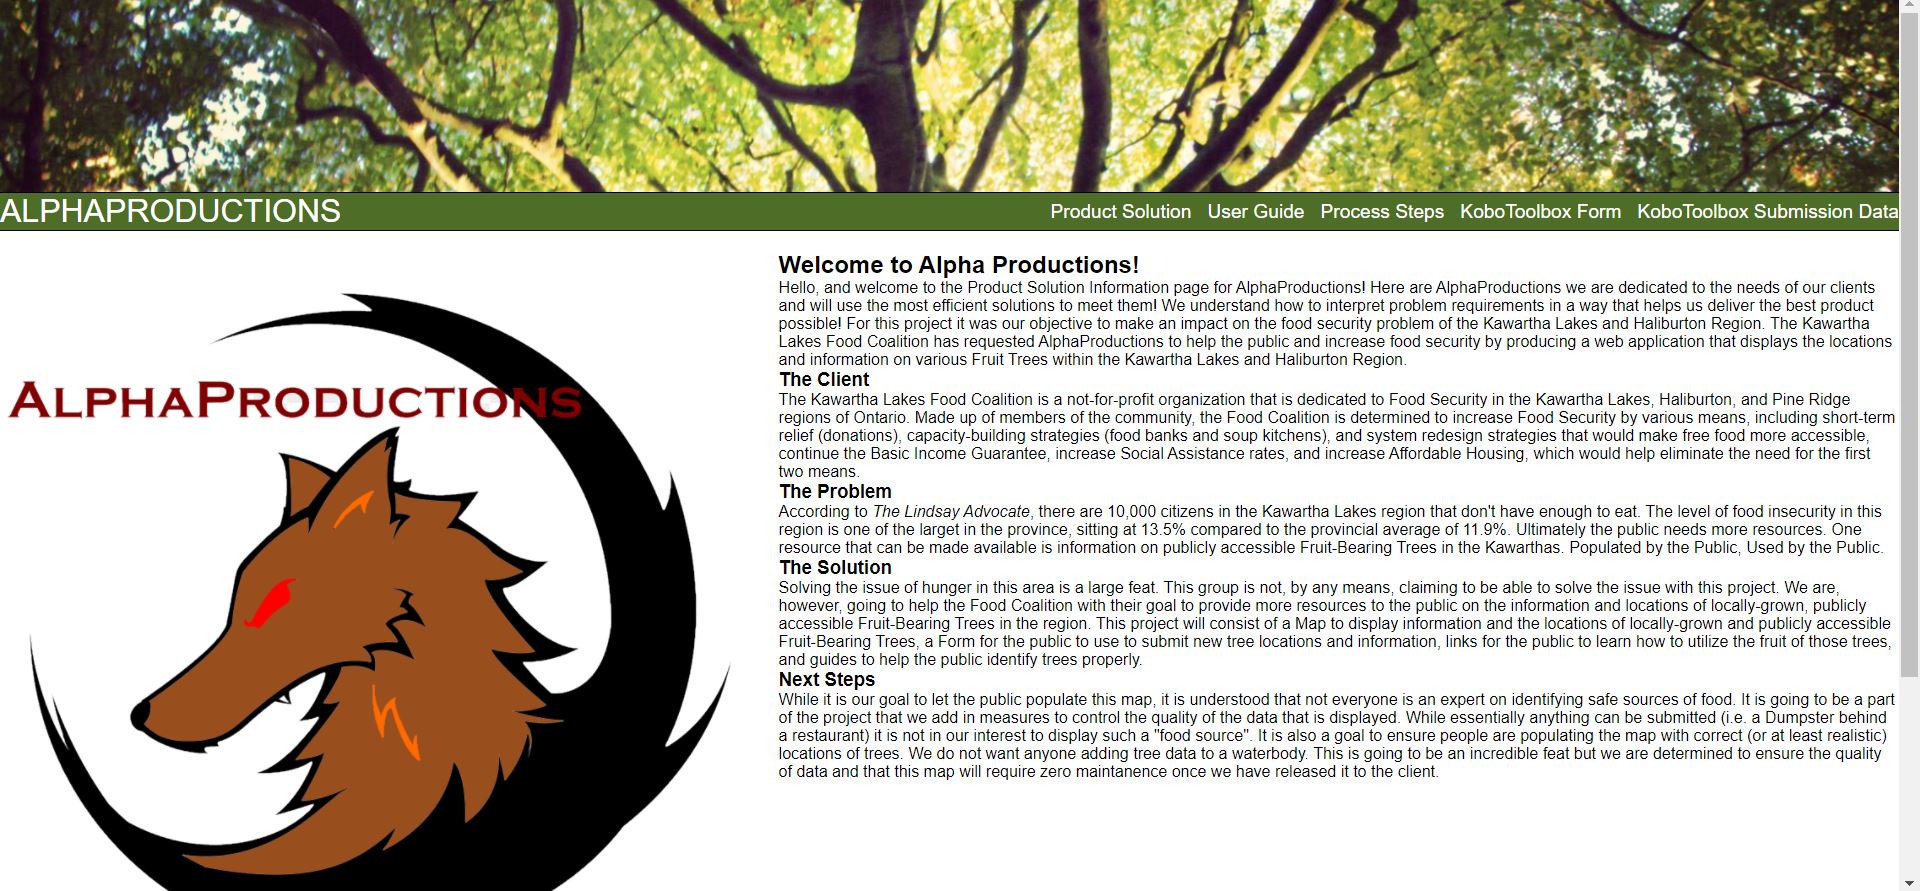 ALPHAPRODUCTIONS
Product Solution User Guide Process Steps KoboToolbox Form KoboToolbox Submission Data
ALPHAPRODUCTIONS
Welcome to Alpha Productions!
Hello, and welcome to the Product Solution Information page for AlphaProductions! Here are AlphaProductions we are dedicated to the needs of our clients
and will use the most efficient solutions to meet them! We understand how to interpret problem requirements in a way that helps us deliver the best product
possible! For this project it was our objective to make an impact on the food security problem of the Kawartha Lakes and Haliburton Region. The Kawartha
Lakes Food Coalition has requested AlphaProductions to help the public and increase food security by producing a web application that displays the locations
and information on various Fruit Trees within the Kawartha Lakes and Haliburton Region.
The Client
The Kawartha Lakes Food Coalition is a not-for-profit organization that is dedicated to Food Security in the Kawartha Lakes, Haliburton, and Pine Ridge
regions of Ontario. Made up of members of the community, the Food Coalition is determined to increase Food Security by various means, including short-term
relief (donations), capacity-building strategies (food banks and soup kitchens), and system redesign strategies that would make free food more accessible,
continue the Basic Income Guarantee, increase Social Assistance rates, and increase Affordable Housing, which would help eliminate the need for the first
two means.
The Problem
According to The Lindsay Advocate, there are 10,000 citizens in the Kawartha Lakes region that don't have enough to eat. The level of food insecurity in this
region is one of the larget in the province, sitting at 13.5% compared to the provincial average of 11.9%. Ultimately the public needs more resources. One
resource that can be made available is information on publicly accessible Fruit-Bearing Trees in the Kawarthas. Populated by the Public, Used by the Public.
The Solution
Solving the issue of hunger in this area is a large feat. This group is not, by any means, claiming to be able to solve the issue with this project. We are,
however, going to help the Food Coalition with their goal to provide more resources to the public on the information and locations of locally-grown, publicly
accessible Fruit-Bearing Trees in the region. This project will consist of a Map to display information and the locations of locally-grown and publicly accessible
Fruit-Bearing Trees, a Form for the public to use to submit new tree locations and information, links for the public to learn how to utilize the fruit of those trees,
and guides to help the public identify trees properly.
Next Steps
While it is our goal to let the public populate this map, it is understood that not everyone is an expert on identifying safe sources of food. It is going to be a part
of the project that we add in measures to control the quality of the data that is displayed. While essentially anything can be submitted (i.e. a Dumpster behind
a restaurant) it is not in our interest to display such a "food source". It is also a goal to ensure people are populating the map with correct (or at least realistic)
locations of trees. We do not want anyone adding tree data to a waterbody. This is going to be an incredible feat but we are determined to ensure the quality
of data and that this map will require zero maintanence once we have released it to the client.